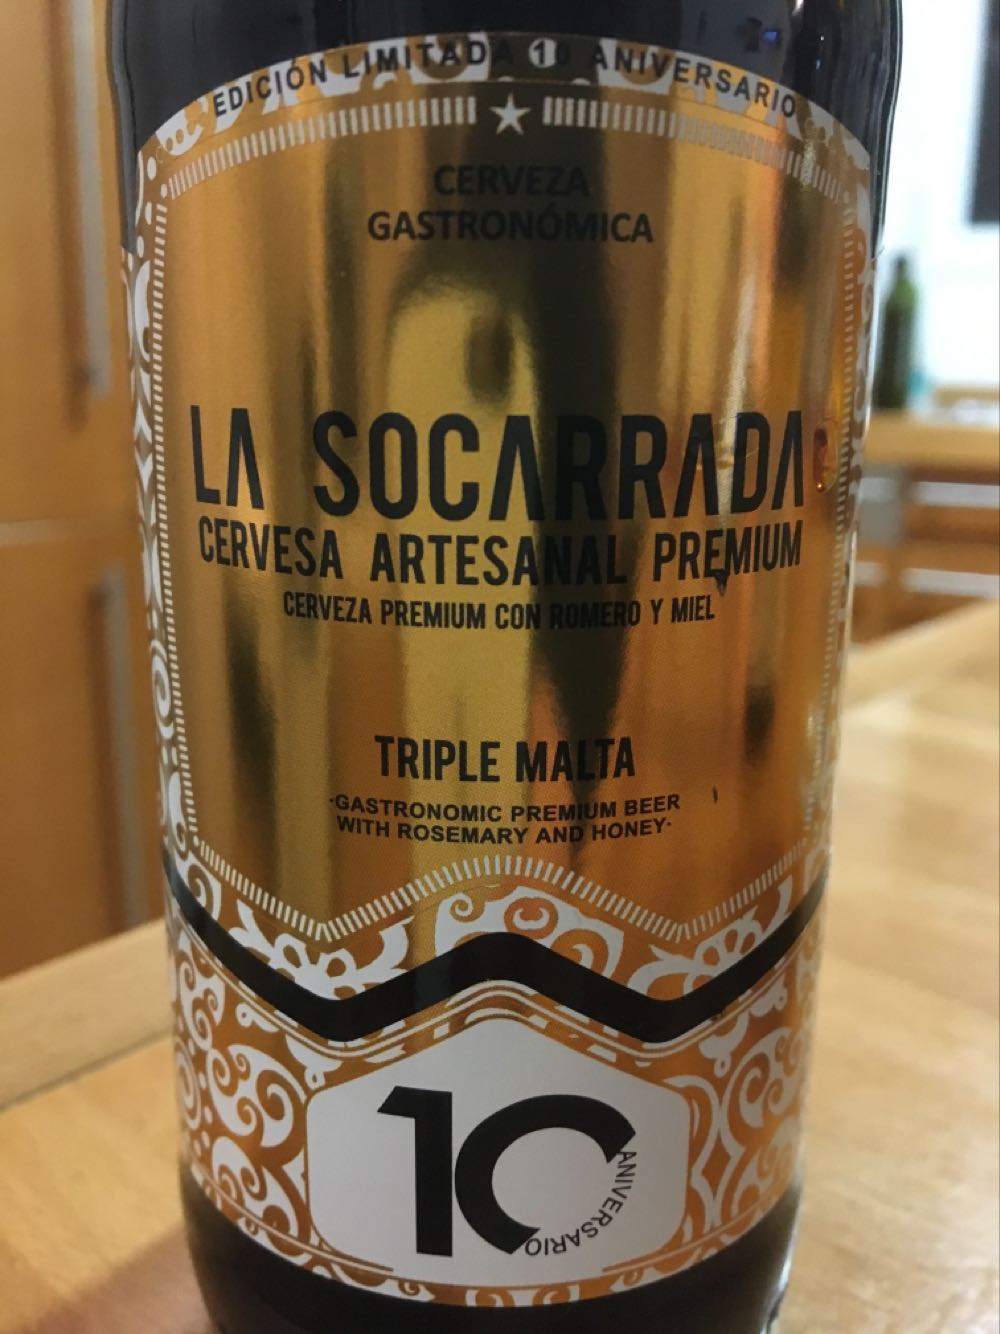 EDICIÓN LIMITADA 10 ANIVERSARIO
CERVEZA
GASTRONÓMICA
LA SOCARRADA
CERVESA ARTESANAL PREMIUM
CERVEZA PREMIUM CON ROMERO Y MIEL
TRIPLE MALTA
·GASTRONOMIC PREMIUM BEER
WITH ROSEMARY AND HONEY·
10
ANIVERSARIO